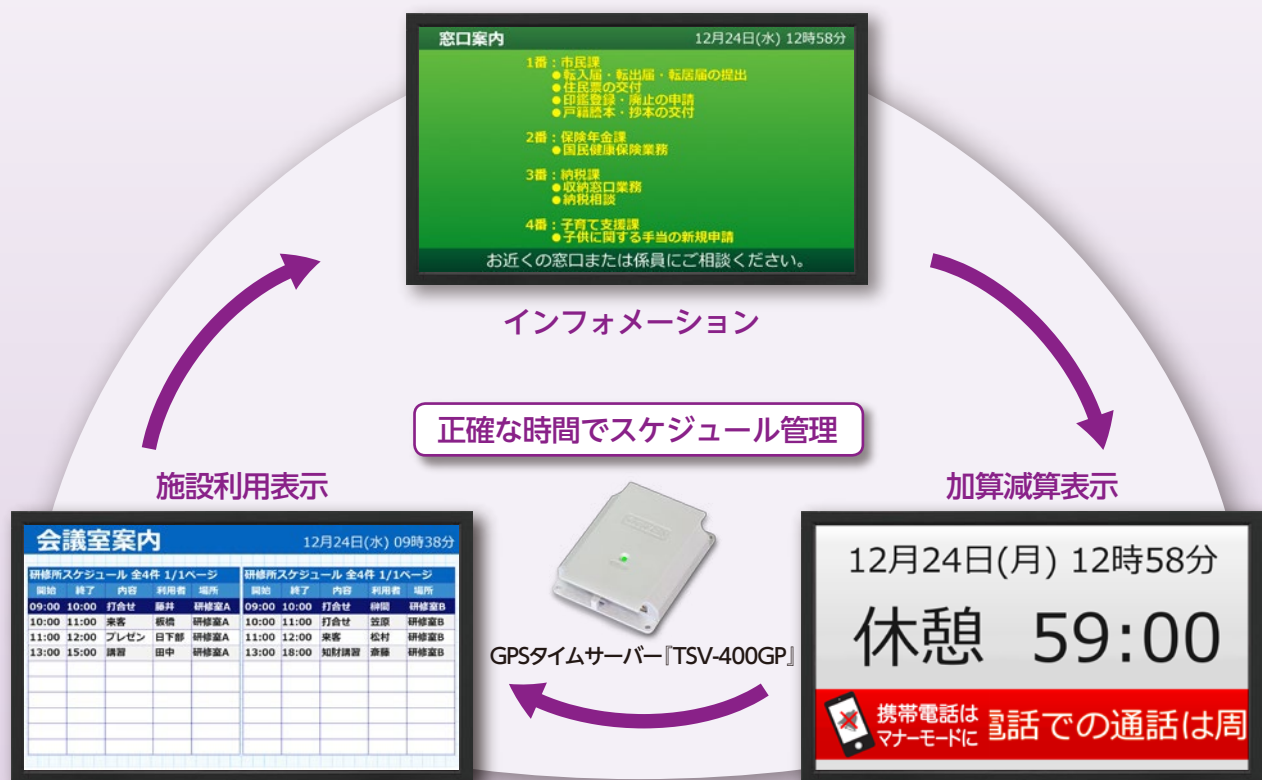 窓口案内 12月24日(水) 12時58分
1番：市民課
●転入届・転出届・転居届の提出
●住民票の交付
●印鑑登録・廃止の申請
●戸籍謄本・抄本の交付
2番：保険年金課
●国民健康保険業務
3番：納税課
●収納窓口業務
●納税相談
4番：子育て支援課
●子供に関する手当の新規申請
お近くの窓口または係員にご相談ください。
インフォメーション
正確な時間でスケジュール管理
施設利用表示
会議室案内 12月24日(水) 09時38分
研修所スケジュール 全4件 1/1ページ 研修所スケジュール 全4件 1/1ページ
開始 終了 内容 利用者 場所 開始 終了 内容 利用者 場所
09:00 10:00 打合せ 藤井 研修室A 09:00 10:00 打合せ 榊間 研修室B
10:00 11:00 来客 板橋 研修室A 10:00 11:00 打合せ 笠原 研修室B
11:00 12:00 プレゼン 日下部 研修室A 11:00 12:00 来客 松村 研修室B
13:00 15:00 講習 田中 研修室A 13:00 18:00 知財講習 斎藤 研修室B
GPSタイムサーバー『TSV-400GP』
加算減算表示
12月24日(月) 12時58分
休憩 59:00
携帯電話は
マナーモードに
話での通話は周